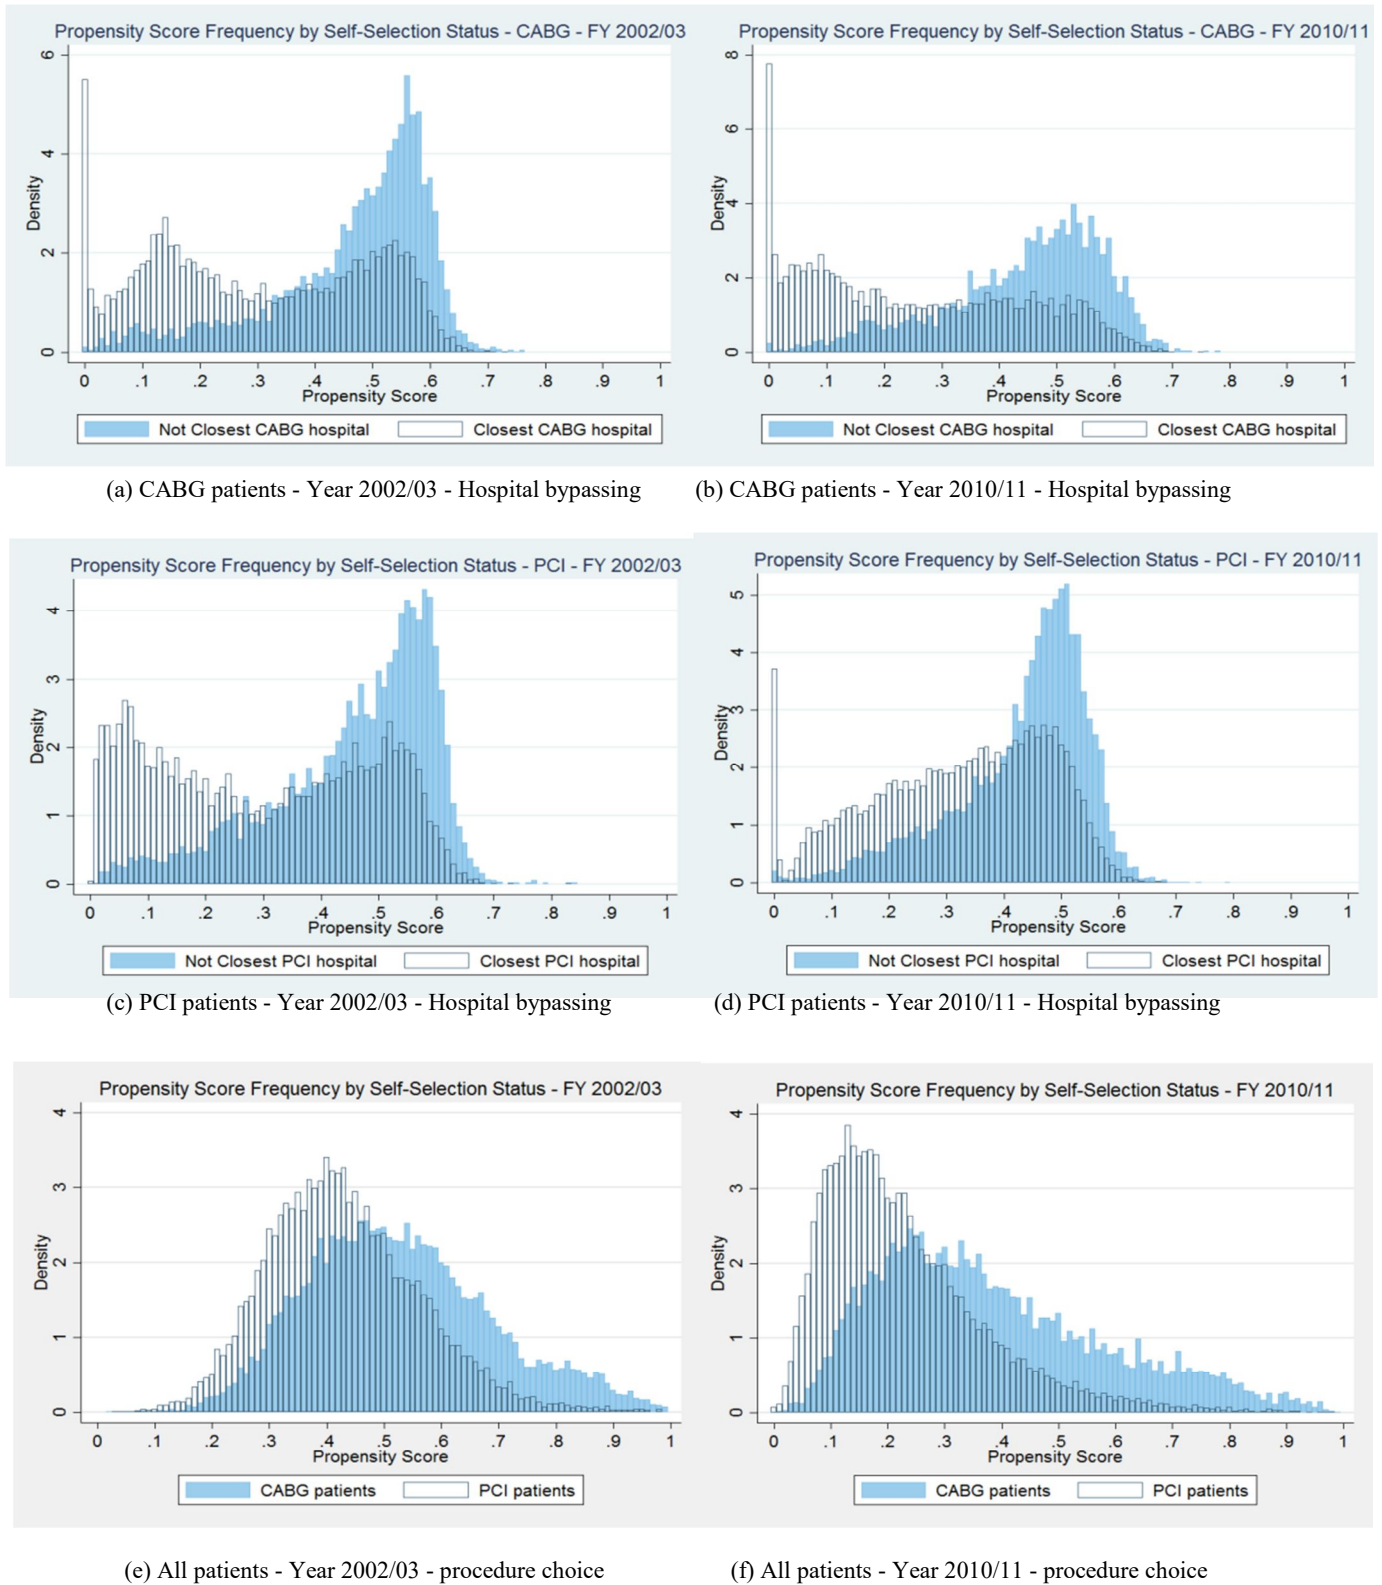 Propensity Score Frequency by Self-Selection Status - CABG - FY 2002/03
6
4
2
0
Density
0 .1 .2 .3 .4 .5 .6 .7 .8 .9 1
Propensity Score
Not Closest CABG hospital Closest CABG hospital
(a) CABG patients - Year 2002/03 - Hospital bypassing
Propensity Score Frequency by Self-Selection Status - CABG - FY 2010/11
8
6
4
2
0
Density
0 .1 .2 .3 .4 .5 .6 .7 .8 .9 1
Propensity Score
Not Closest CABG hospital Closest CABG hospital
(b) CABG patients - Year 2010/11 - Hospital bypassing
Propensity Score Frequency by Self-Selection Status - PCI - FY 2002/03
4
3
2
1
0
Density
0 .1 .2 .3 .4 .5 .6 .7 .8 .9 1
Propensity Score
Not Closest PCI hospital Closest PCI hospital
(c) PCI patients - Year 2002/03 - Hospital bypassing
Propensity Score Frequency by Self-Selection Status - PCI - FY 2010/11
5
4
3
2
1
0
Density
0 .1 .2 .3 .4 .5 .6 .7 .8 .9 1
Propensity Score
Not Closest PCI hospital Closest PCI hospital
(d) PCI patients - Year 2010/11 - Hospital bypassing
Propensity Score Frequency by Self-Selection Status - FY 2002/03
4
3
2
1
0
Density
0 .1 .2 .3 .4 .5 .6 .7 .8 .9 1
Propensity Score
CABG patients PCI patients
(e) All patients - Year 2002/03 - procedure choice
Propensity Score Frequency by Self-Selection Status - FY 2010/11
4
3
2
1
0
Density
0 .1 .2 .3 .4 .5 .6 .7 .8 .9 1
Propensity Score
CABG patients PCI patients
(f) All patients - Year 2010/11 - procedure choice